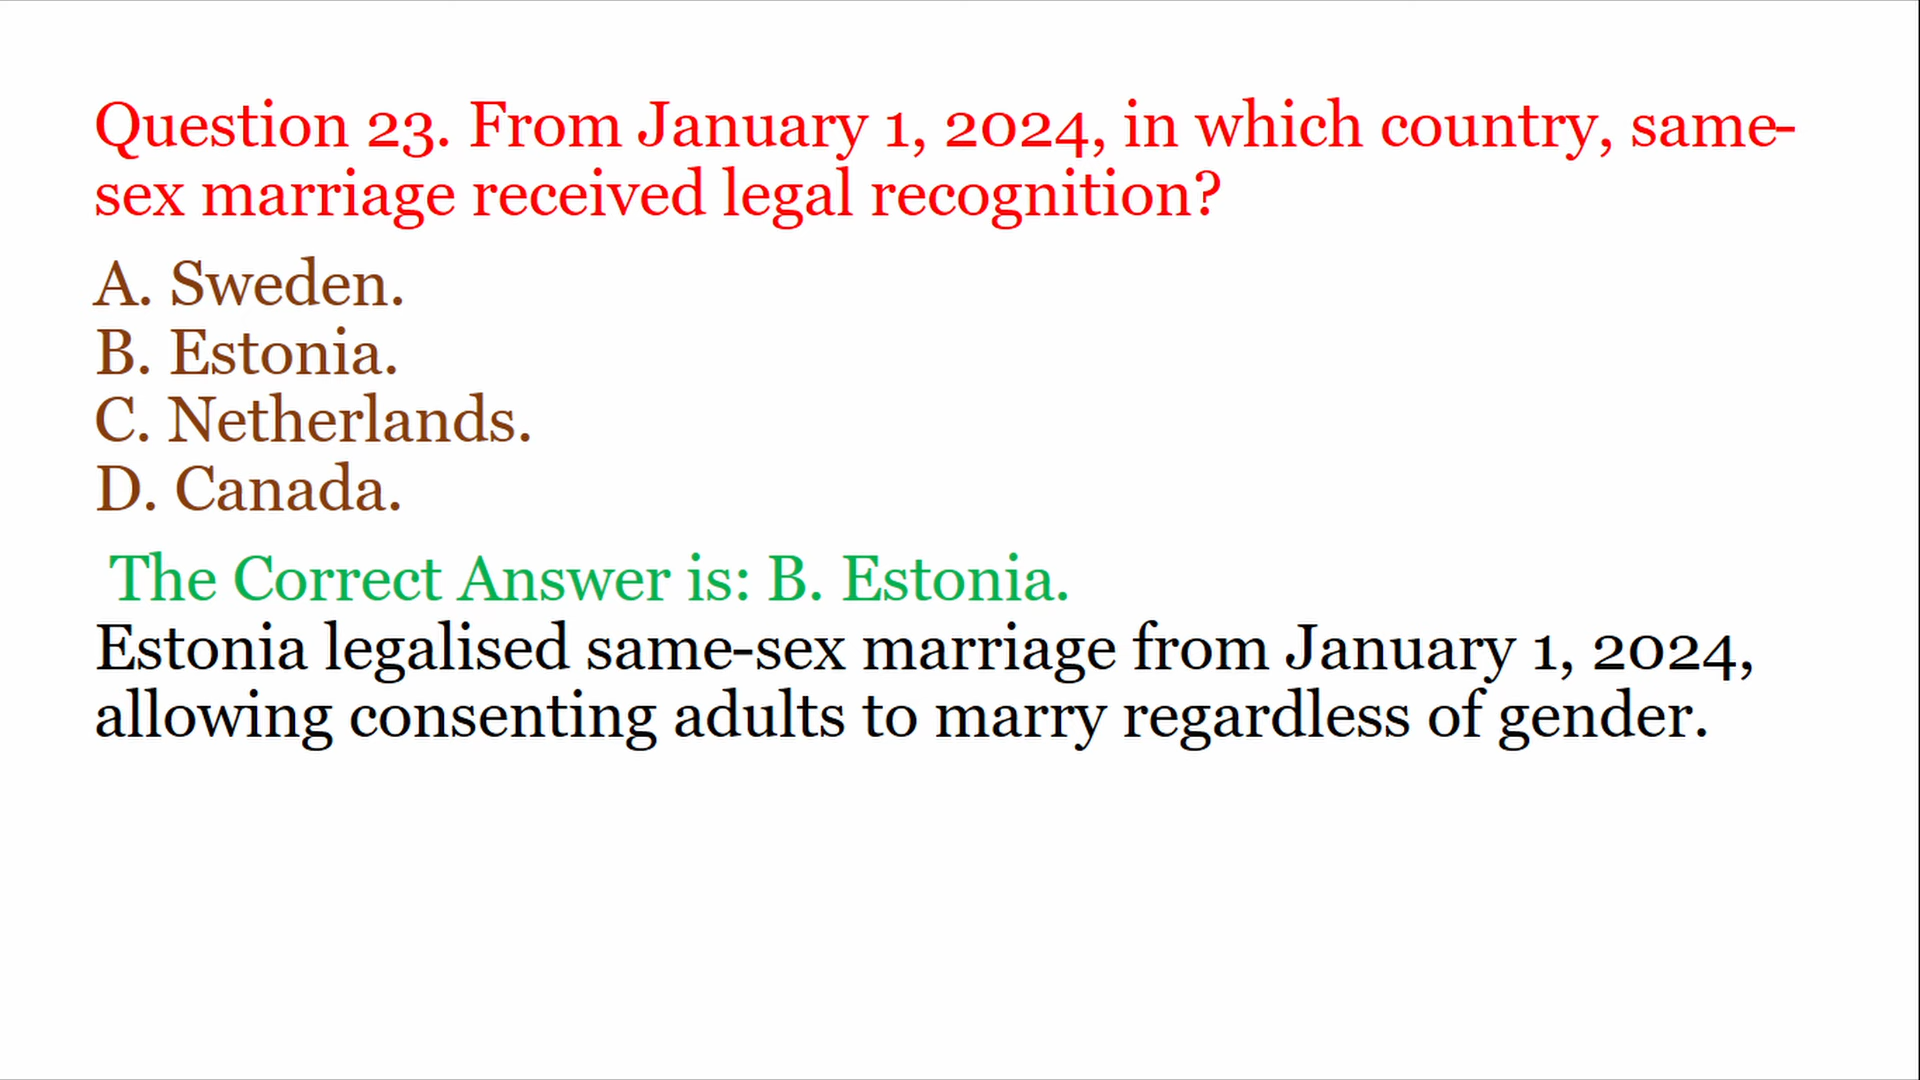 Question 23. From January 1, 2024, in which country, same-
sex marriage received legal recognition?
A. Sweden.
B. Estonia.
C. Netherlands.
D. Canada.
The Correct Answer is: B. Estonia.
Estonia legalised same-sex marriage from January 1, 2024,
allowing consenting adults to marry regardless of gender.